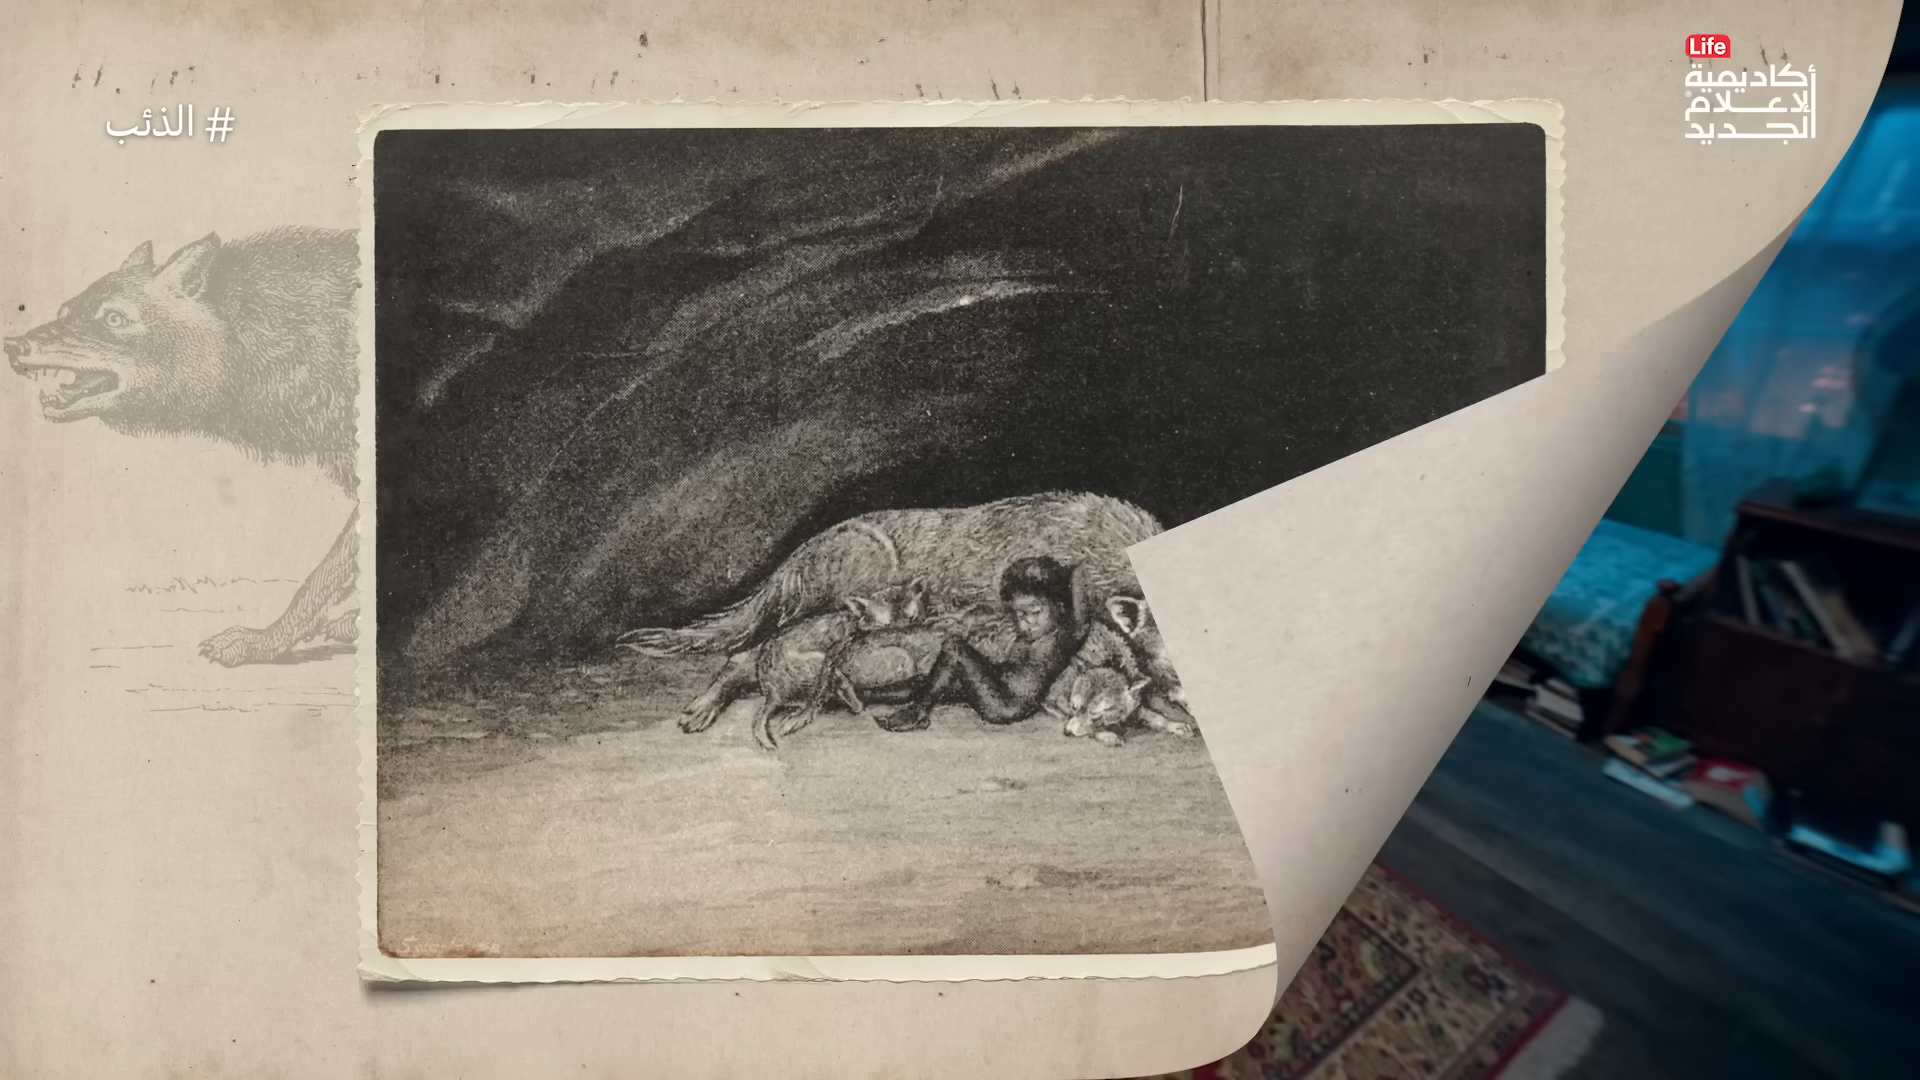 # الذئب
Life
أكاديمية
الإعلام
الجديد